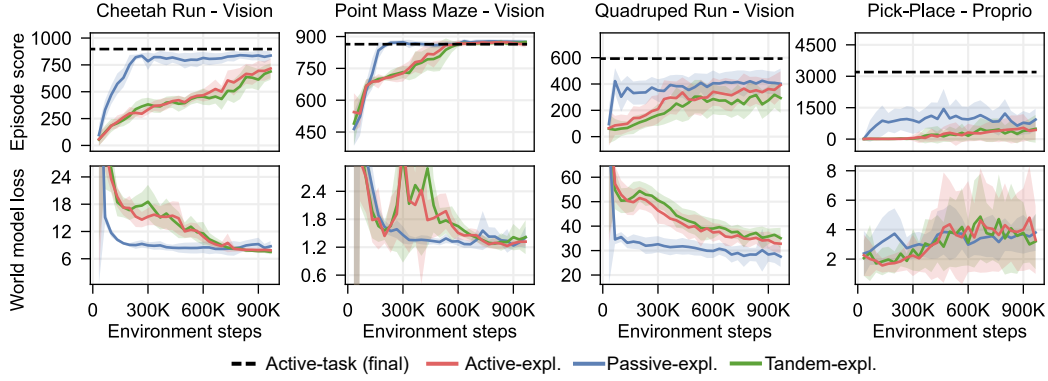 Cheetah Run - Vision
Point Mass Maze - Vision
Quadruped Run - Vision
Pick-Place - Proprio
Episode score
1000
750
500
250
0
900
750
600
450
600
400
200
0
4500
3000
1500
0
World model loss
24
18
12
6
2.4
1.8
1.2
0.6
60
50
40
30
20
8
6
4
2
0 300K 600K 900K
0 300K 600K 900K
0 300K 600K 900K
0 300K 600K 900K
Environment steps
Environment steps
Environment steps
Environment steps
Active-task (final) Active-expl. Passive-expl. Tandem-expl.